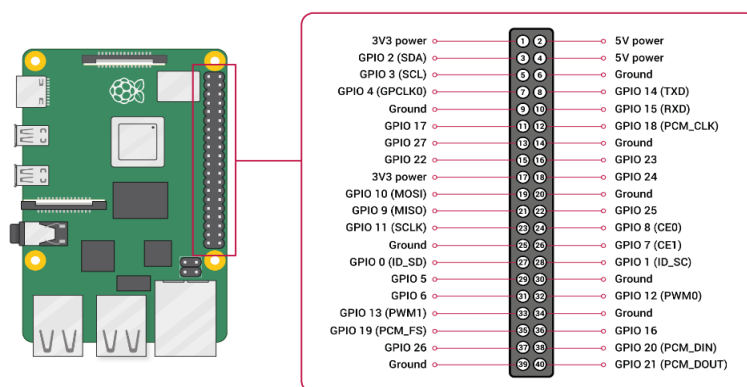 3V3 power 1 2 5V power
GPIO 2 (SDA) 3 4 5V power
GPIO 3 (SCL) 5 6 Ground
GPIO 4 (GPCLK0) 7 8 GPIO 14 (TXD)
Ground 9 10 GPIO 15 (RXD)
GPIO 17 11 12 GPIO 18 (PCM_CLK)
GPIO 27 13 14 Ground
GPIO 22 15 16 GPIO 23
3V3 power 17 18 GPIO 24
GPIO 10 (MOSI) 19 20 Ground
GPIO 9 (MISO) 21 22 GPIO 25
GPIO 11 (SCLK) 23 24 GPIO 8 (CE0)
Ground 25 26 GPIO 7 (CE1)
GPIO 0 (ID_SD) 27 28 GPIO 1 (ID_SC)
GPIO 5 29 30 Ground
GPIO 6 31 32 GPIO 12 (PWM0)
GPIO 13 (PWM1) 33 34 Ground
GPIO 19 (PCM_FS) 35 36 GPIO 16
GPIO 26 37 38 GPIO 20 (PCM_DIN)
Ground 39 40 GPIO 21 (PCM_DOUT)